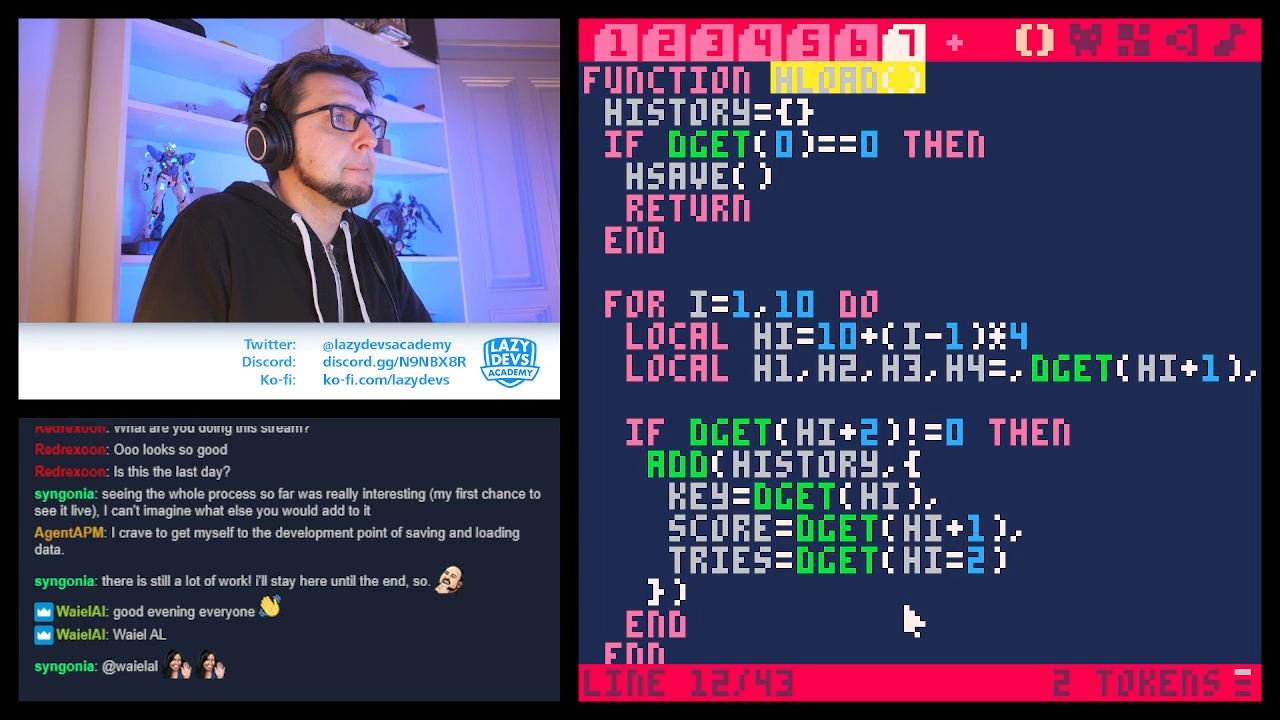 Twitter: @lazydevsacademy
Discord: discord.gg/N9NBX8R
Ko-fi: ko-fi.com/lazydevs
LAZY
DEVS
ACADEMY
Redrexoon: What are you doing this stream?
Redrexoon: Ooo looks so good
Redrexoon: Is this the last day?
syngonia: seeing the whole process so far was really interesting (my first chance to
see it live), I can't imagine what else you would add to it
AgentAPM: I crave to get myself to the development point of saving and loading
data.
syngonia: there is still a lot of work! i'll stay here until the end, so.
WaielAl: good evening everyone
WaielAl: Waiel AL
syngonia: @waielal
1 2 3 4 5 6 7 + ()
FUNCTION HLOAD()
HISTORY={}
IF DGET(0)==0 THEN
HSAVE()
RETURN
END
FOR I=1,10 DO
LOCAL HI=10+(I-1)*4
LOCAL H1,H2,H3,H4=,DGET(HI+1),
IF DGET(HI+2)!=0 THEN
ADD(HISTORY,{
KEY=DGET(HI),
SCORE=DGET(HI+1),
TRIES=DGET(HI=2)
})
END
END
LINE 12/43 2 TOKENS